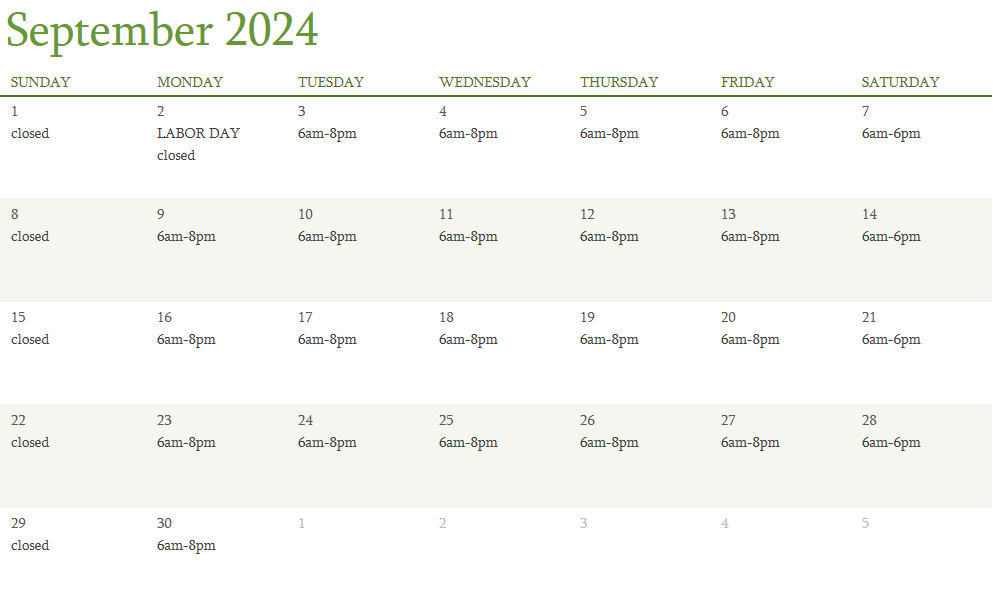 September 2024
SUNDAY MONDAY TUESDAY WEDNESDAY THURSDAY FRIDAY SATURDAY
1 2 3 4 5 6 7
closed LABOR DAY 6am-8pm 6am-8pm 6am-8pm 6am-8pm 6am-6pm
closed
8 9 10 11 12 13 14
closed 6am-8pm 6am-8pm 6am-8pm 6am-8pm 6am-8pm 6am-6pm
15 16 17 18 19 20 21
closed 6am-8pm 6am-8pm 6am-8pm 6am-8pm 6am-8pm 6am-6pm
22 23 24 25 26 27 28
closed 6am-8pm 6am-8pm 6am-8pm 6am-8pm 6am-8pm 6am-6pm
29 30 1 2 3 4 5
closed 6am-8pm